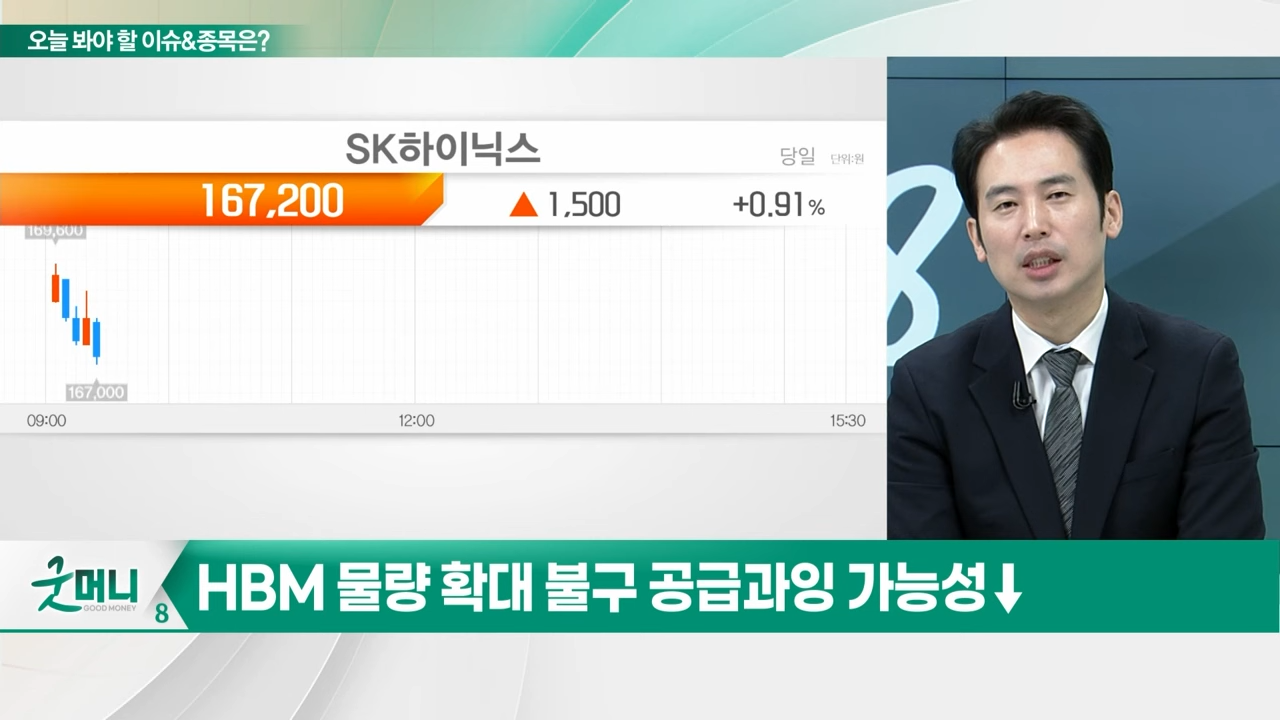 오늘 봐야 할 이슈&종목은?
SK하이닉스
당일 단위:원
167,200 ▲ 1,500 +0.91%
169,600
167,000
09:00 12:00 15:30
굿머니
GOOD MONEY
8
HBM 물량 확대 불구 공급과잉 가능성↓